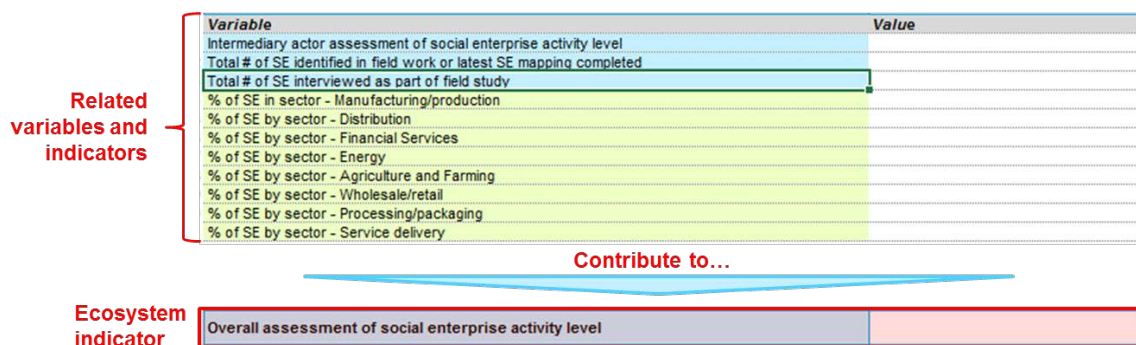 Variable Value
Intermediary actor assessment of social enterprise activity level
Total # of SE identified in field work or latest SE mapping completed
Total # of SE interviewed as part of field study
% of SE in sector - Manufacturing/production
% of SE by sector - Distribution
% of SE by sector - Financial Services
% of SE by sector - Energy
% of SE by sector - Agriculture and Farming
% of SE by sector - Wholesale/retail
% of SE by sector - Processing/packaging
% of SE by sector - Service delivery
Related
variables and
indicators
Contribute to…
Ecosystem
indicator
Overall assessment of social enterprise activity level